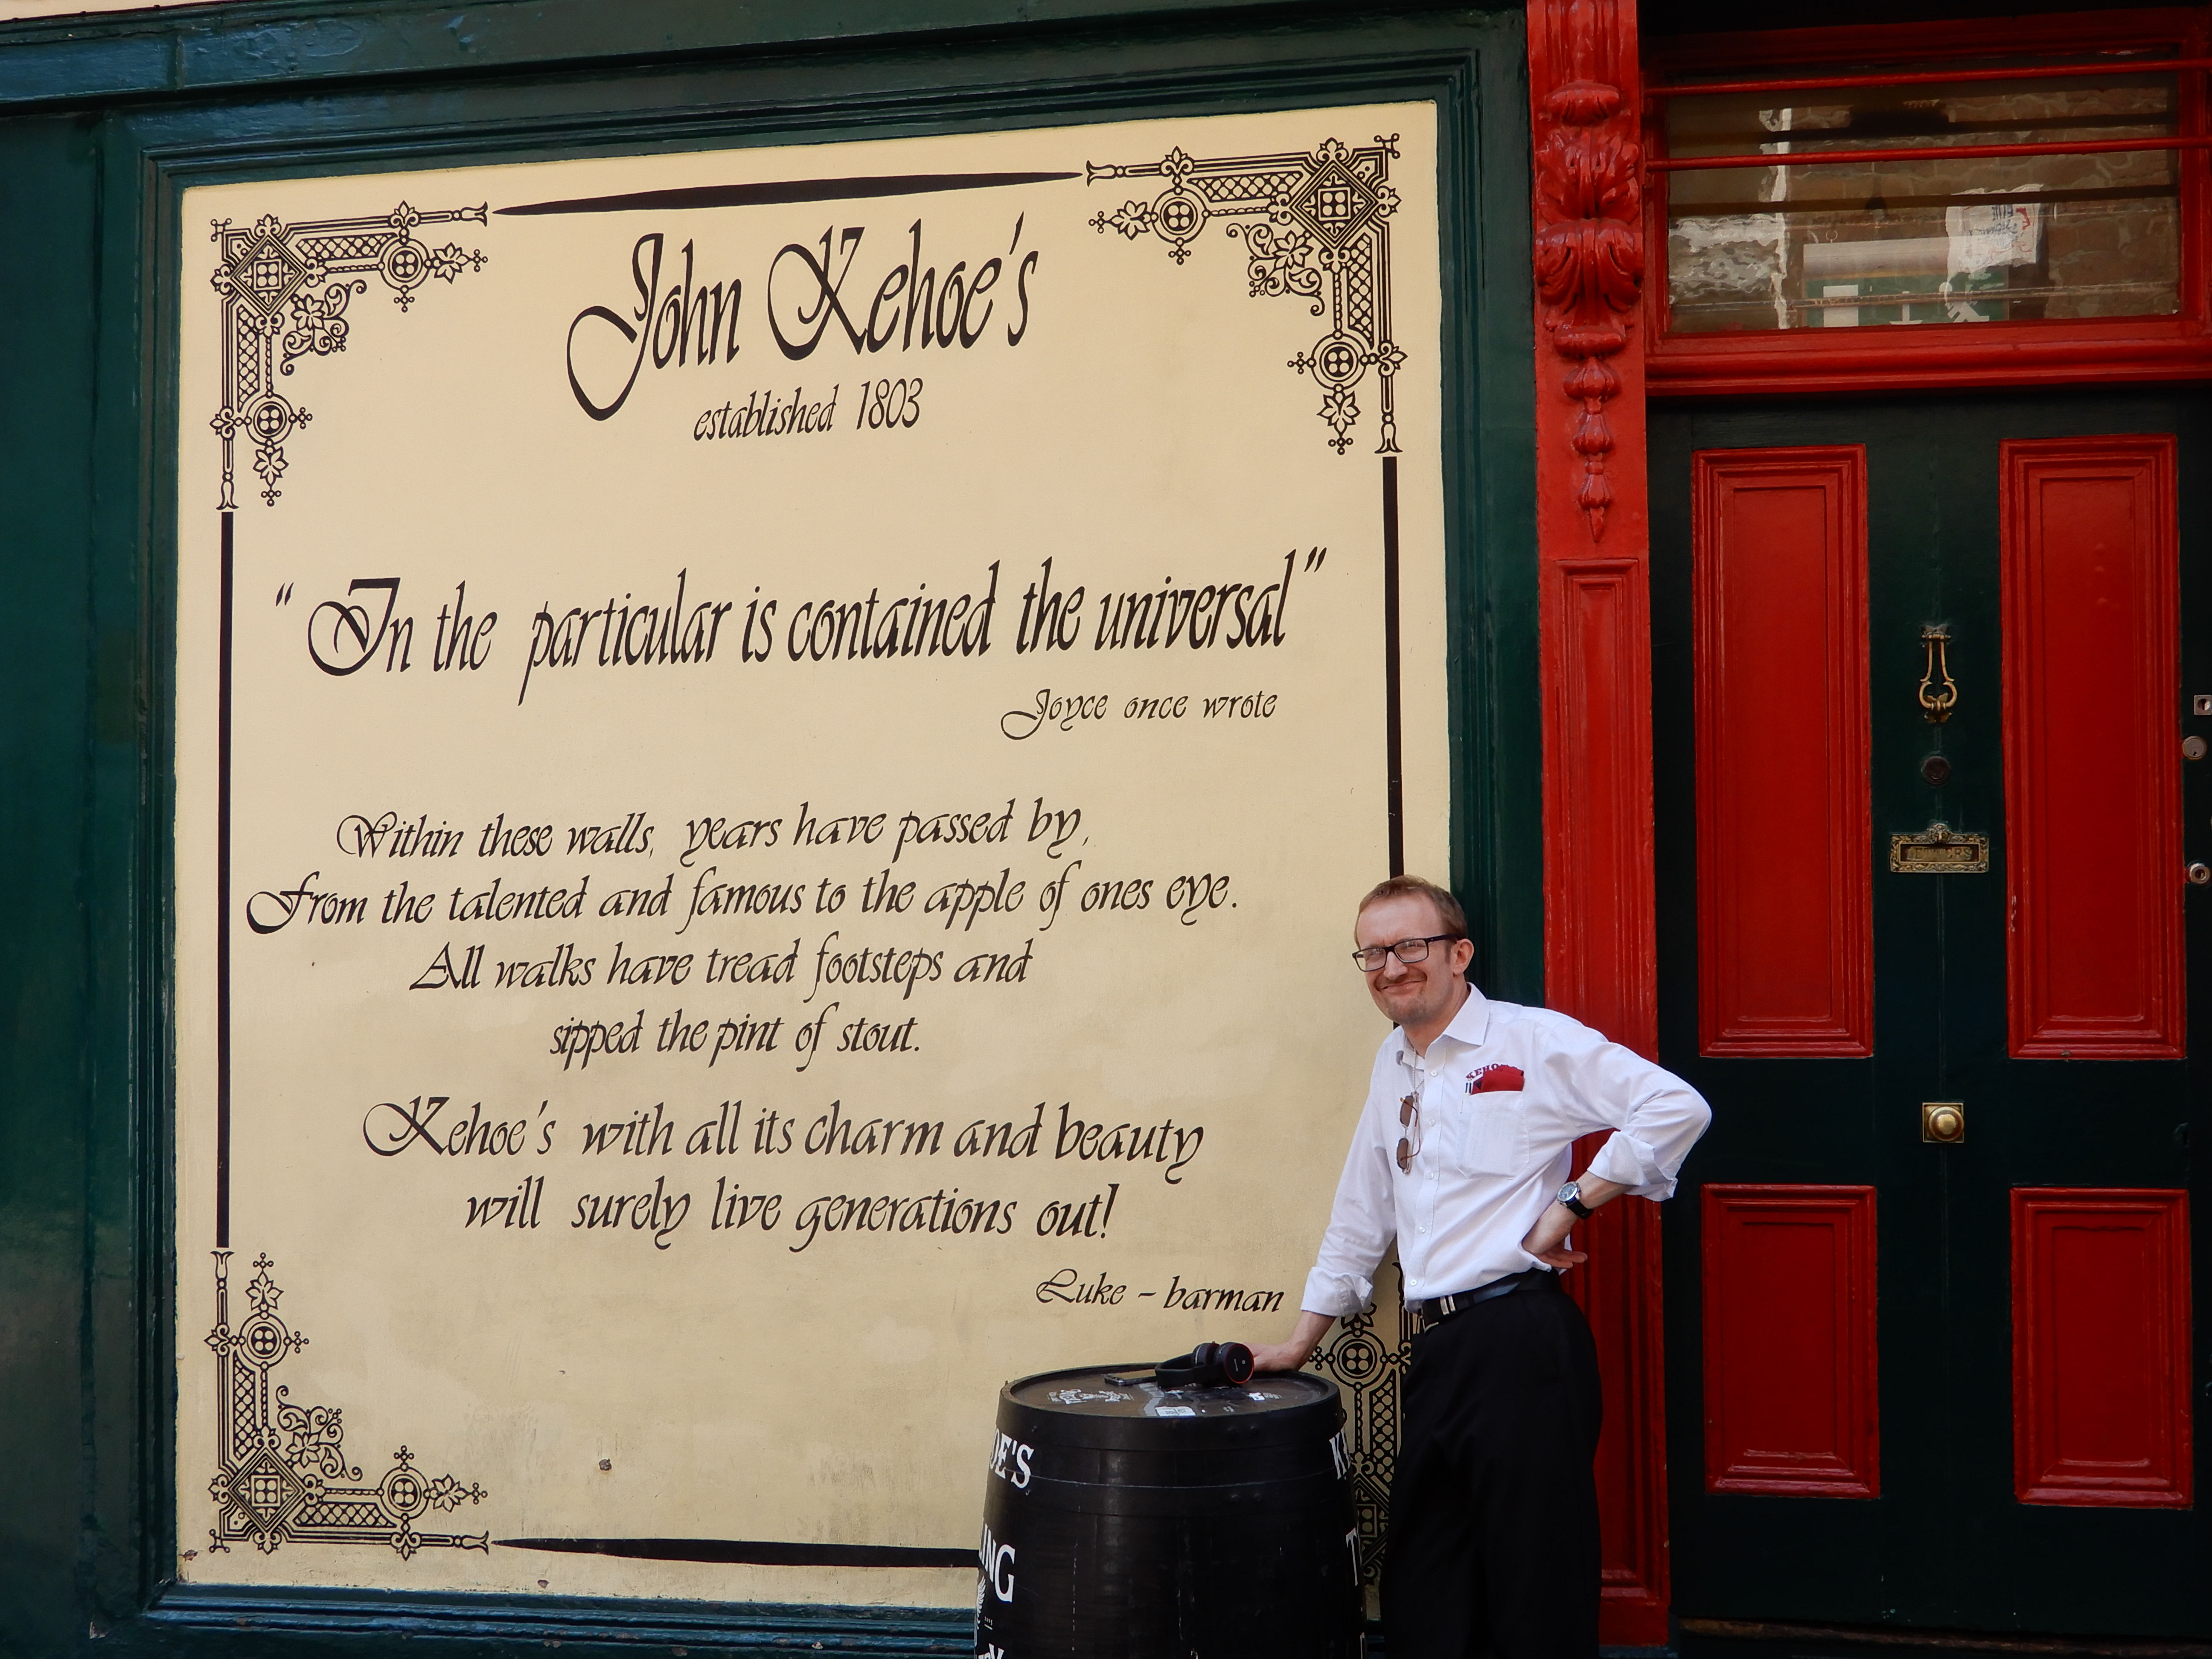 John Kehoe's
established 1803
“ In the particular is contained the universal”
Joyce once wrote
Within these walls, years have passed by,
From the talented and famous to the apple of ones eye.
All walks have tread footsteps and
sipped the pint of stout.
Kehoe's with all its charm and beauty
will surely live generations out!
Luke - barman
LETTERS